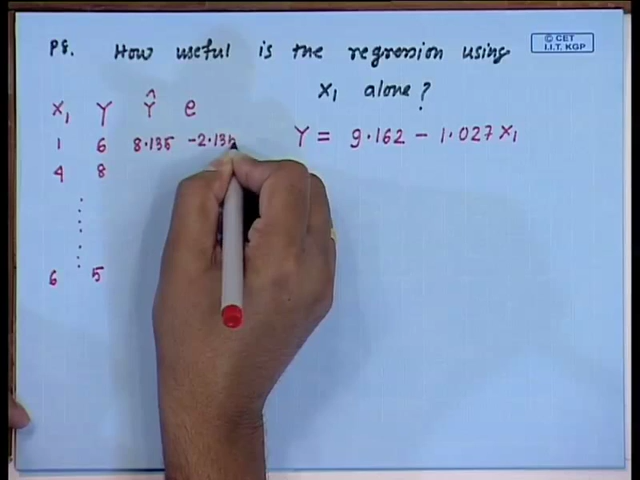 © CET
I.I.T. KGP
P8. How useful is the regression using
X₁ alone?
X₁ Y Ŷ e
1 6 8.135 -2.13
Y = 9.162 - 1.027 X₁
4 8
6 5